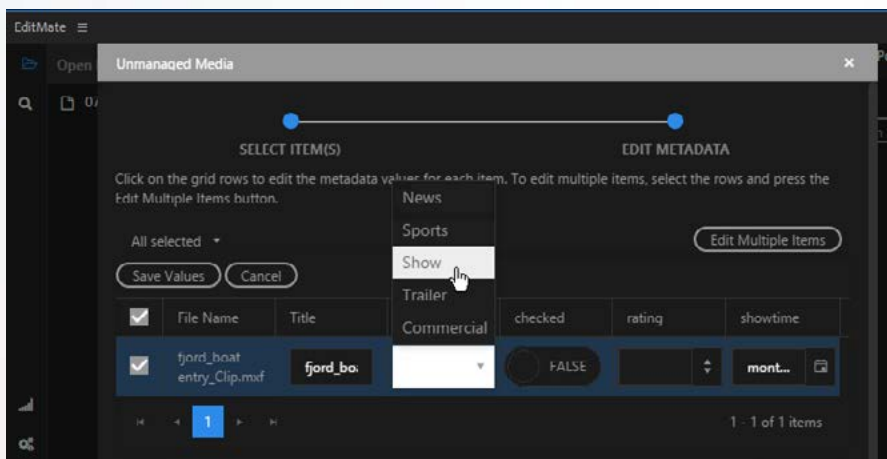 EditMate
Open
Unmanaged Media
07
SELECT ITEM(S)
EDIT METADATA
Click on the grid rows to edit the metadata values for each item. To edit multiple items, select the rows and press the
Edit Multiple Items button.
News
Sports
Show
Trailer
Commercial
All selected
Edit Multiple Items
Save Values
Cancel
File Name
Title
checked
rating
showtime
fjord_boat
entry_Clip.mxf
fjord_bo
FALSE
mont...
1
1 - 1 of 1 items